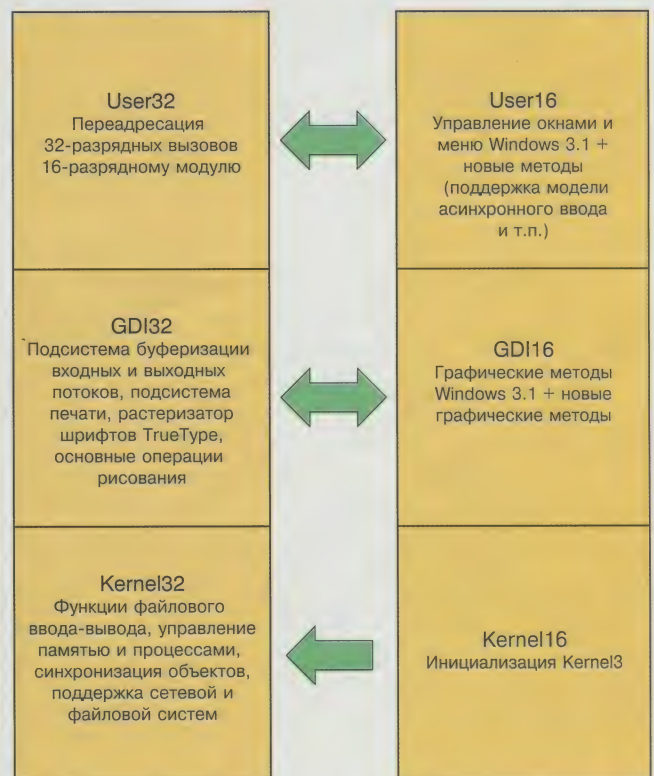 User32
Переадресация
32-разрядных вызовов
16-разрядному модулю
User16
Управление окнами и
меню Windows 3.1 +
новые методы
(поддержка модели
асинхронного ввода
и т.п.)
GDI32
Подсистема буферизации
входных и выходных
потоков, подсистема
печати, растеризатор
шрифтов TrueType,
основные операции
рисования
GDI16
Графические методы
Windows 3.1 + новые
графические методы
Kernel32
Функции файлового
ввода-вывода, управление
памятью и процессами,
синхронизация объектов,
поддержка сетевой и
файловой систем
Kernel16
Инициализация Kernel3